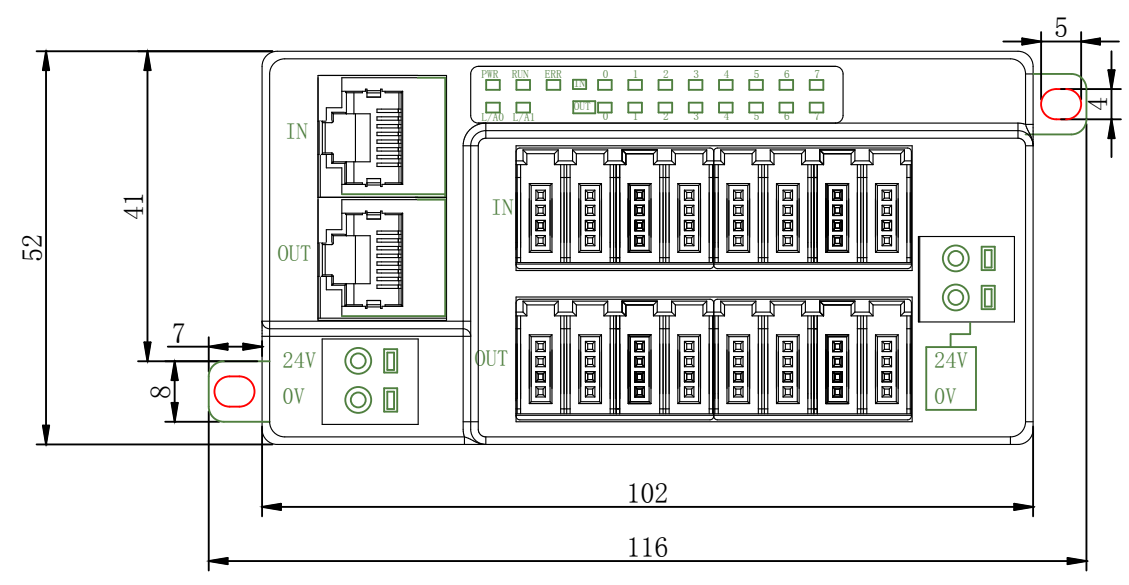 5
PWR RUN ERR 0 1 2 3 4 5 6 7
IN
OUT
L/A0 L/A1 0 1 2 3 4 5 6 7
4
IN
IN
41
52
OUT
7
24V
0V
OUT
24V
0V
8
102
116